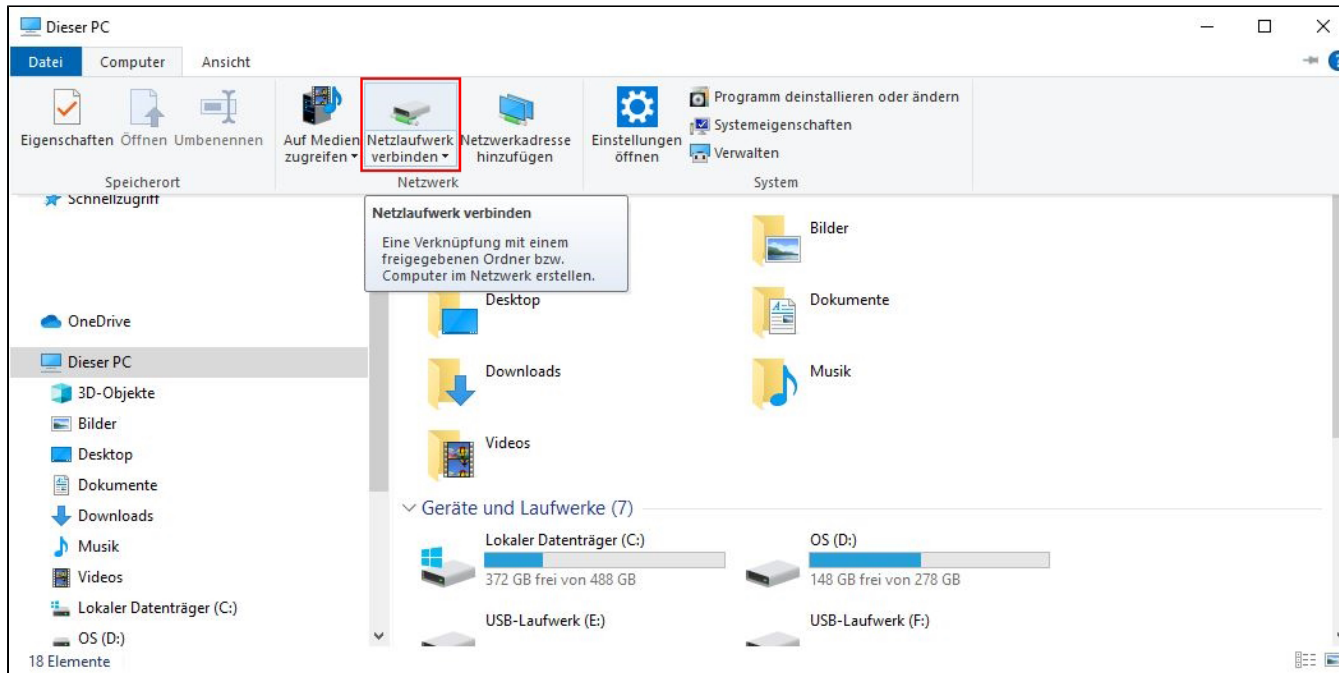 Dieser PC
Datei Computer Ansicht
Eigenschaften Öffnen Umbenennen
Auf Medien zugreifen
Netzlaufwerk verbinden
Netzwerkadresse hinzufügen
Einstellungen öffnen
Programm deinstallieren oder ändern
Systemeigenschaften
Verwalten
Speicherort Netzwerk System
Schnellzugriff
OneDrive
Dieser PC
3D-Objekte
Bilder
Desktop
Dokumente
Downloads
Musik
Videos
Lokaler Datenträger (C:)
OS (D:)
Netzlaufwerk verbinden
Eine Verknüpfung mit einem
freigegebenen Ordner bzw.
Computer im Netzwerk erstellen.
Bilder
Desktop
Dokumente
Downloads
Musik
Videos
Geräte und Laufwerke (7)
Lokaler Datenträger (C:)
372 GB frei von 488 GB
OS (D:)
148 GB frei von 278 GB
USB-Laufwerk (E:)
USB-Laufwerk (F:)
18 Elemente